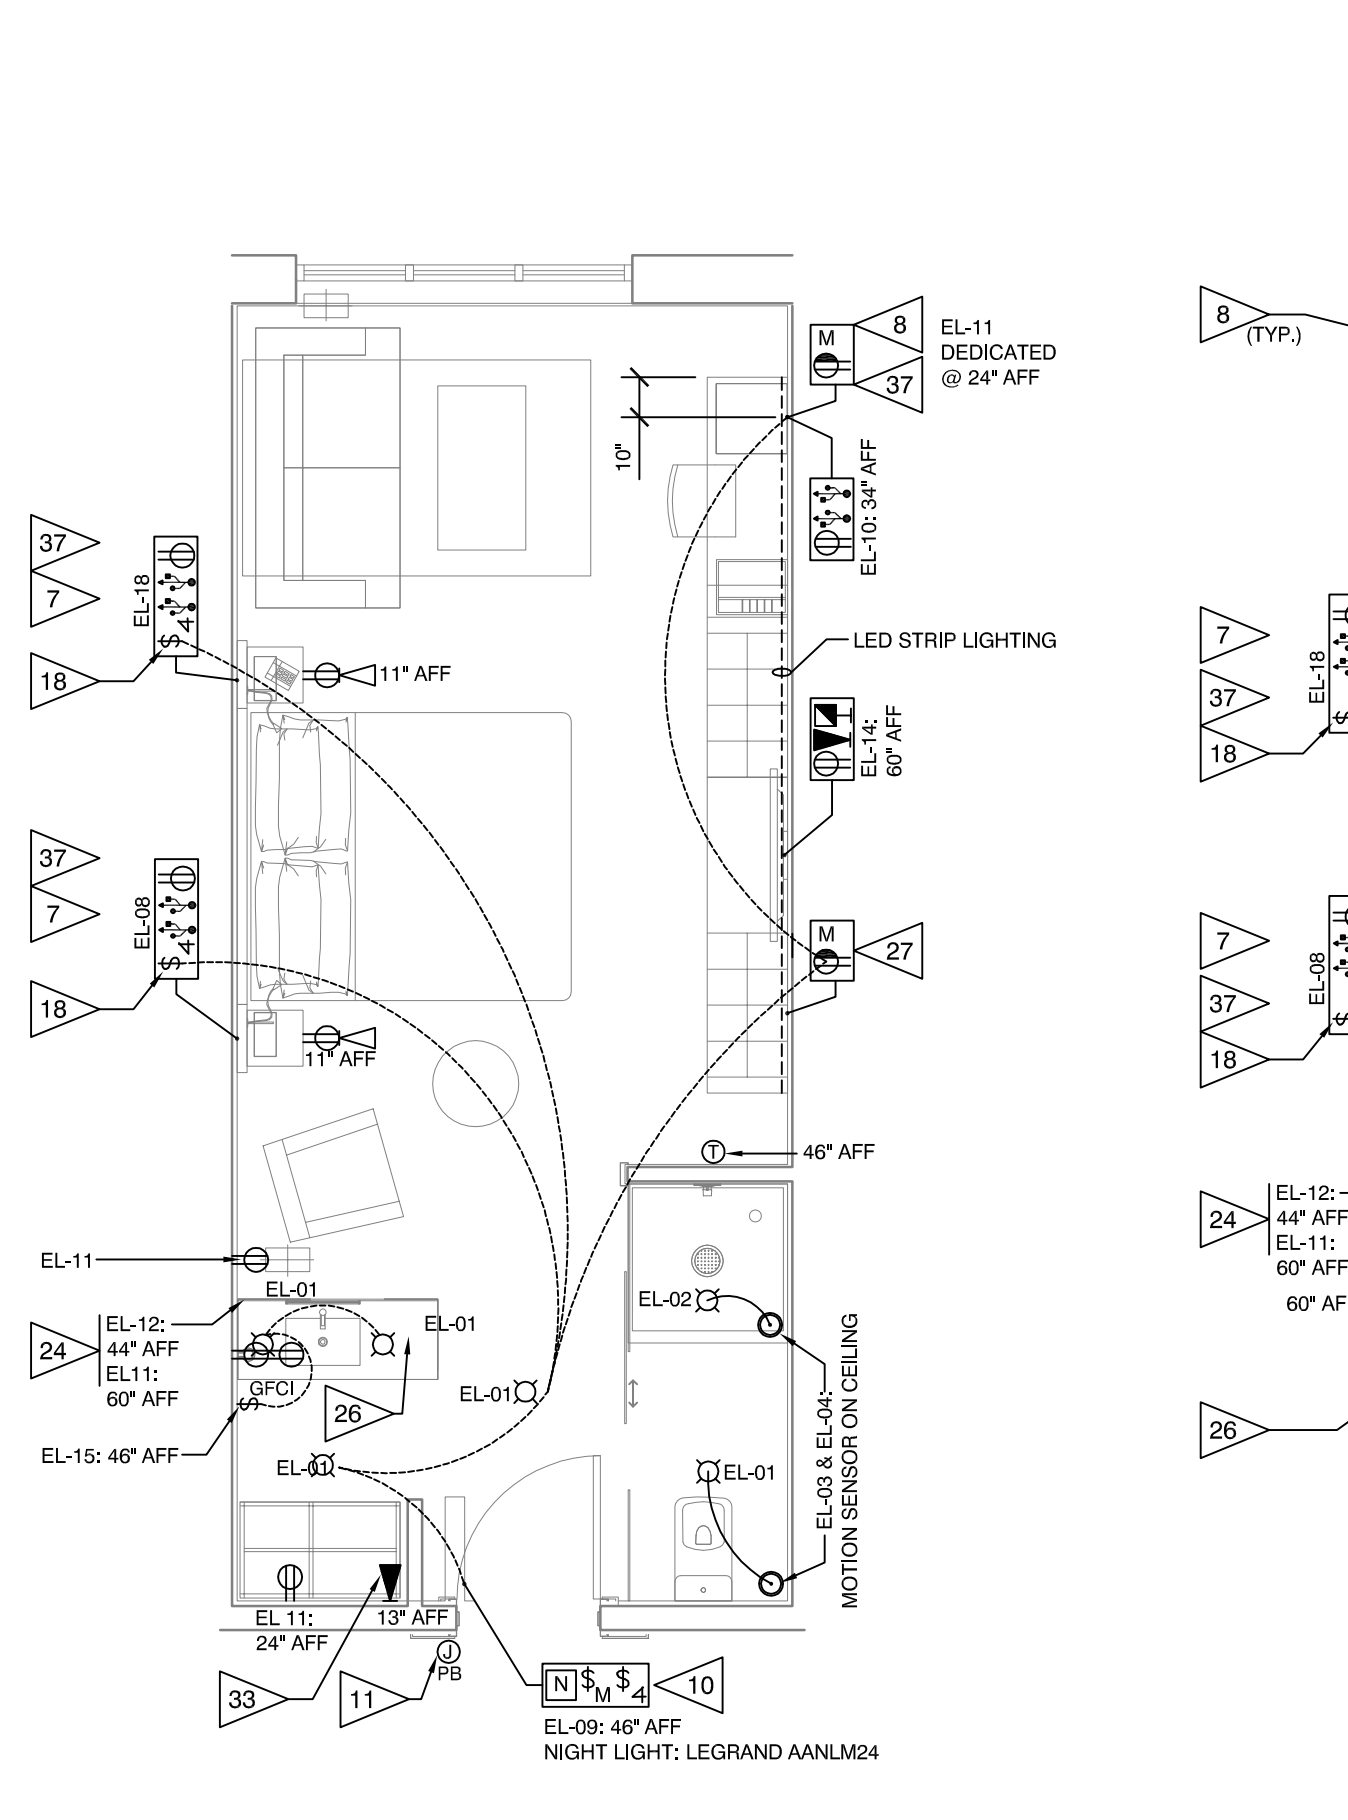 8
M
37
EL-11
DEDICATED
@ 24" AFF
8
(TYP.)
10"
EL-10: 34" AFF
37
7
18
EL-18
$4
11" AFF
LED STRIP LIGHTING
7
37
18
EL-18
$
EL-14:
60" AFF
37
7
18
EL-08
$4
11" AFF
M
27
7
37
18
EL-08
$
T
46" AFF
EL-11
EL-01
EL-01
24
EL-12:
44" AFF
EL11:
60" AFF
GFCI
$
26
EL-15: 46" AFF
EL-02
EL-01
EL-01
EL-01
EL-03 & EL-04:
MOTION SENSOR ON CEILING
24
EL-12:
44" AFF
EL-11:
60" AFF
60" AF
26
EL 11:
24" AFF
13" AFF
33
11
J
PB
N $M $4
10
EL-09: 46" AFF
NIGHT LIGHT: LEGRAND AANLM24